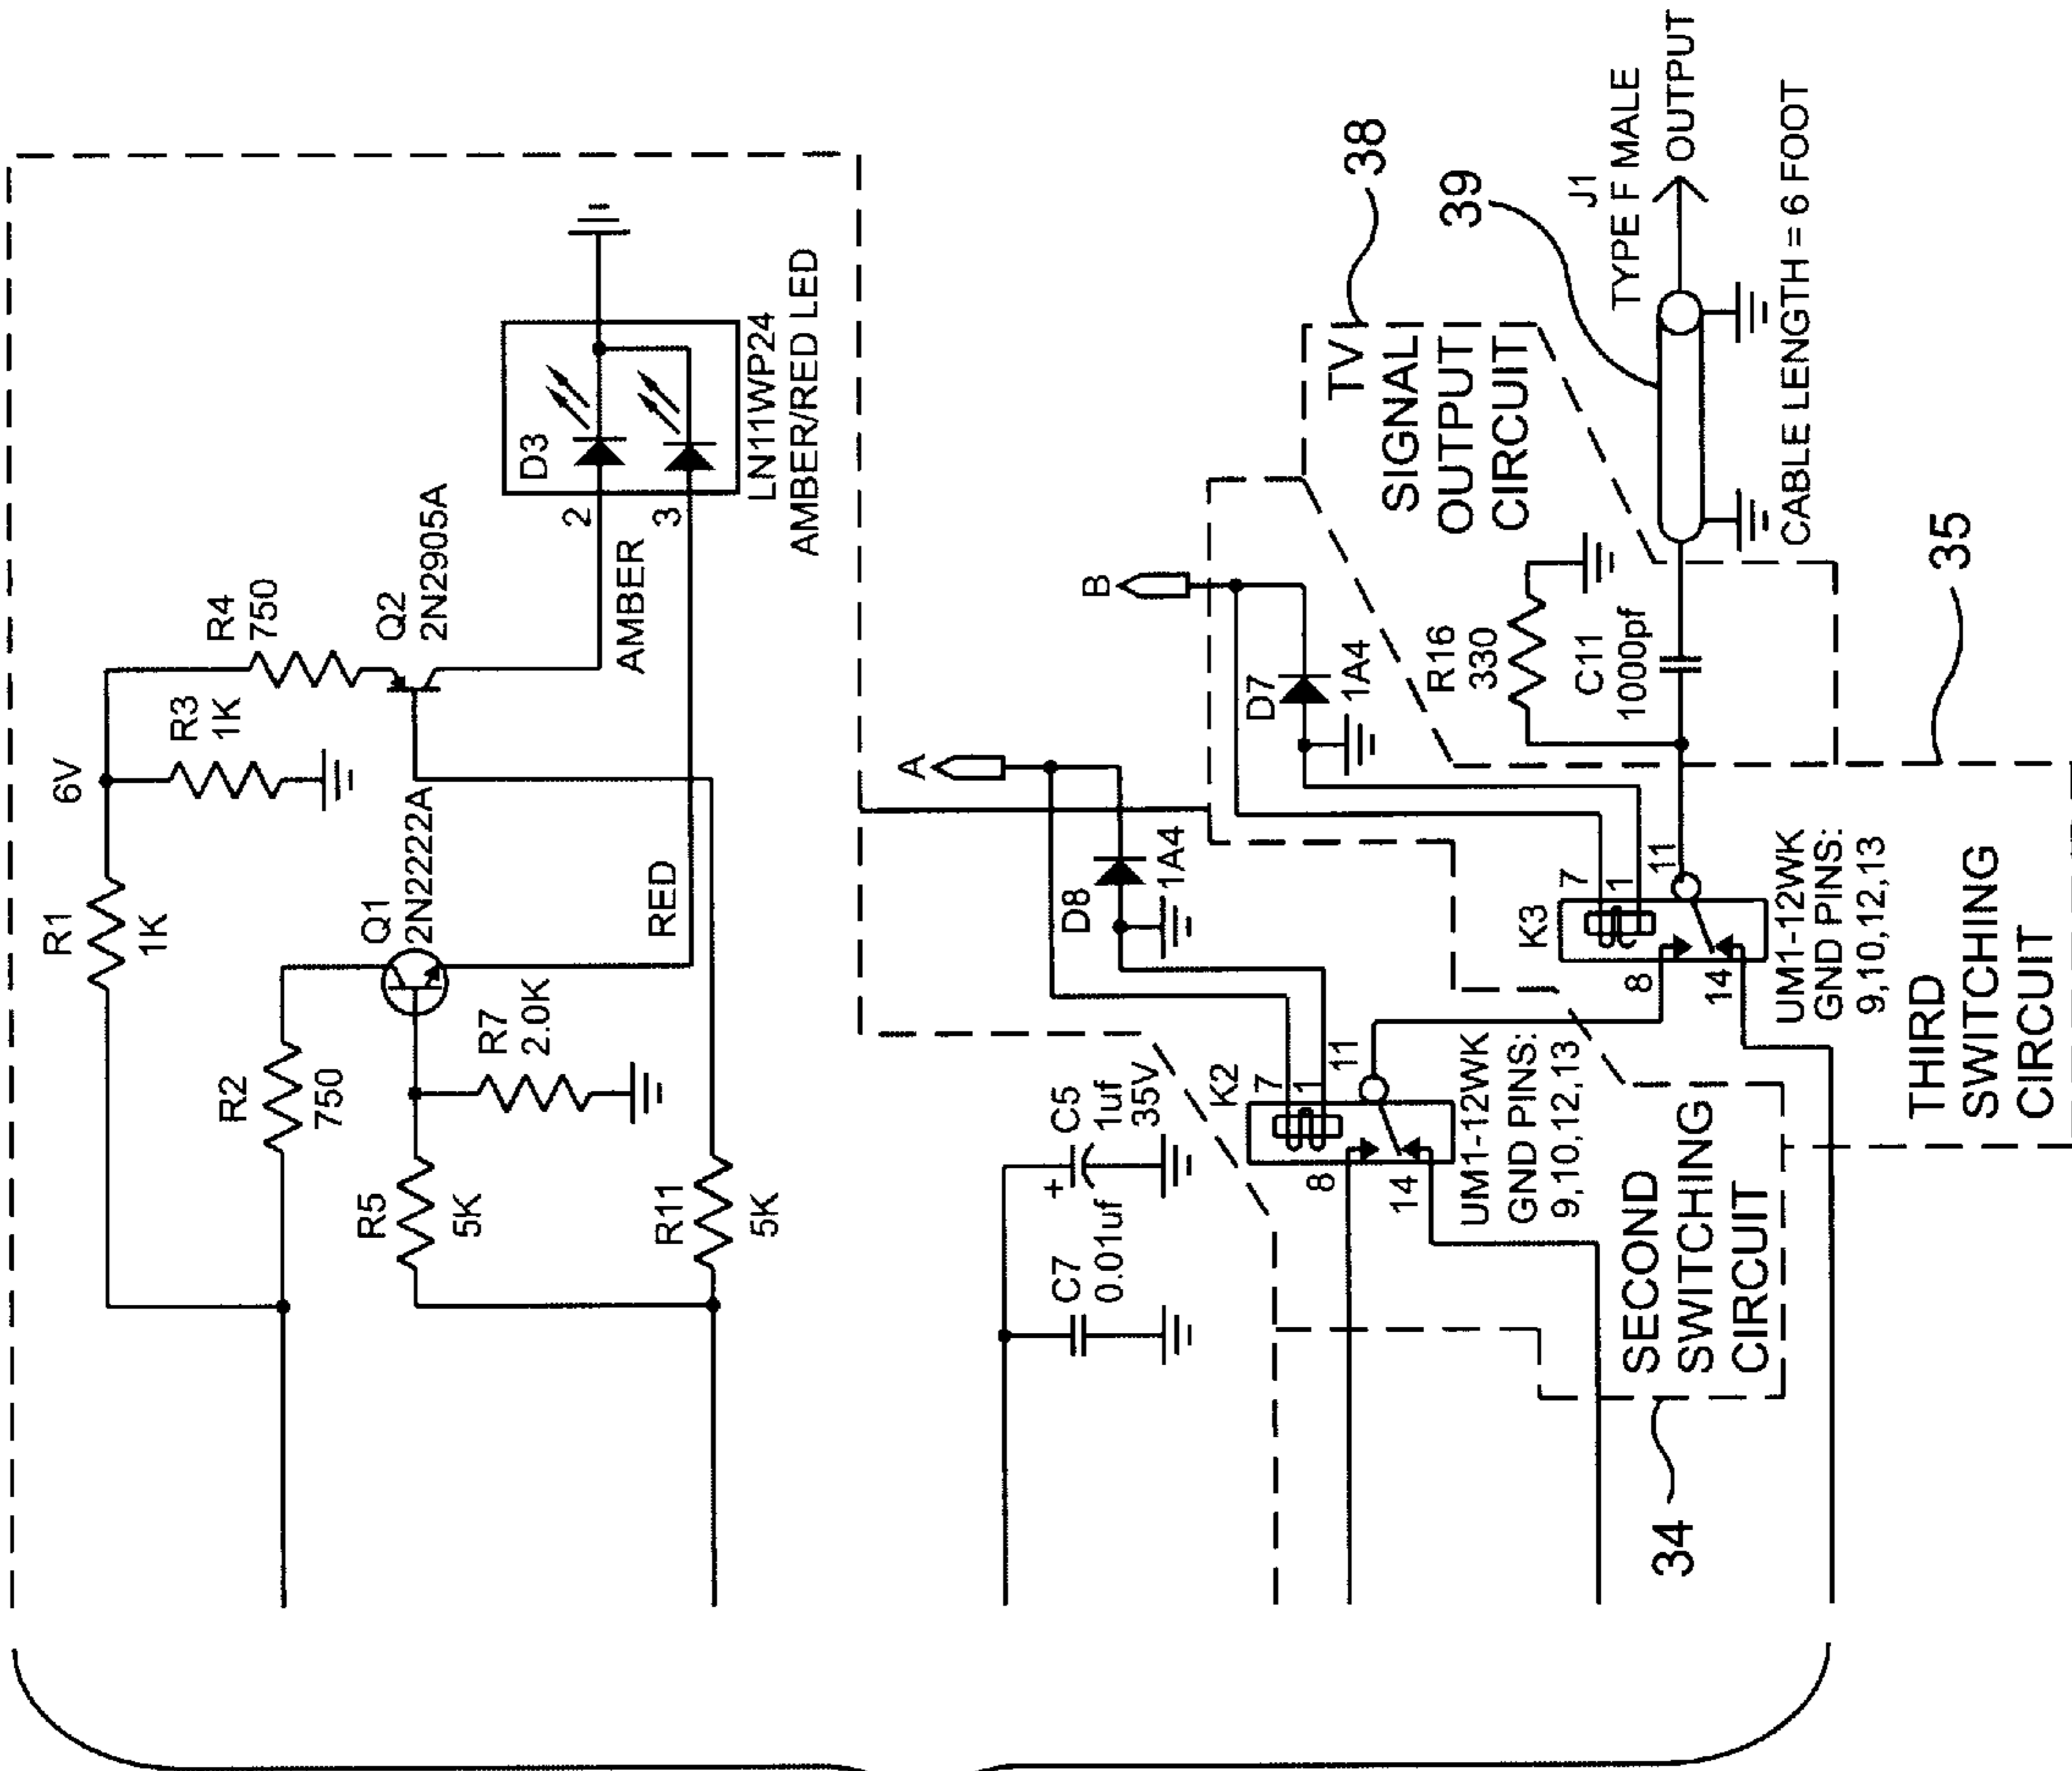 6V
R1
1K
R3
1K
R4
750
R2
750
Q1
2N2222A
Q2
2N2905A
R5
5K
R7
2.0K
R11
5K
RED
AMBER
D3
2
3
LN11WP24
AMBER/RED LED
A
B
D8
1A4
D7
1A4
C7
0.01uf
+
C5
1uf
35V
K2
7
1
11
8
14
UM1-12WK
GND PINS:
9,10,12,13
K3
7
1
11
8
14
UM1-12WK
GND PINS:
9,10,12,13
R16
330
C11
1000pf
TV
SIGNAL
OUTPUT
CIRCUIT
38
39
J1
TYPE F MALE
OUTPUT
CABLE LENGTH = 6 FOOT
35
34
SECOND
SWITCHING
CIRCUIT
THIRD
SWITCHING
CIRCUIT